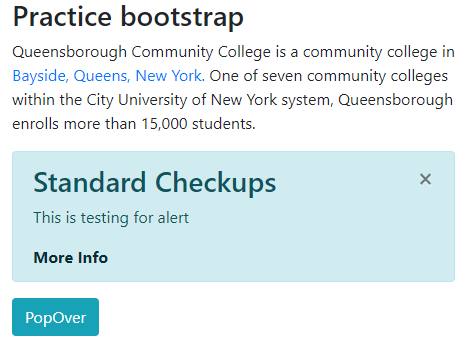 Practice bootstrap
Queensborough Community College is a community college in
Bayside, Queens, New York. One of seven community colleges
within the City University of New York system, Queensborough
enrolls more than 15,000 students.
Standard Checkups ×
This is testing for alert
More Info
PopOver